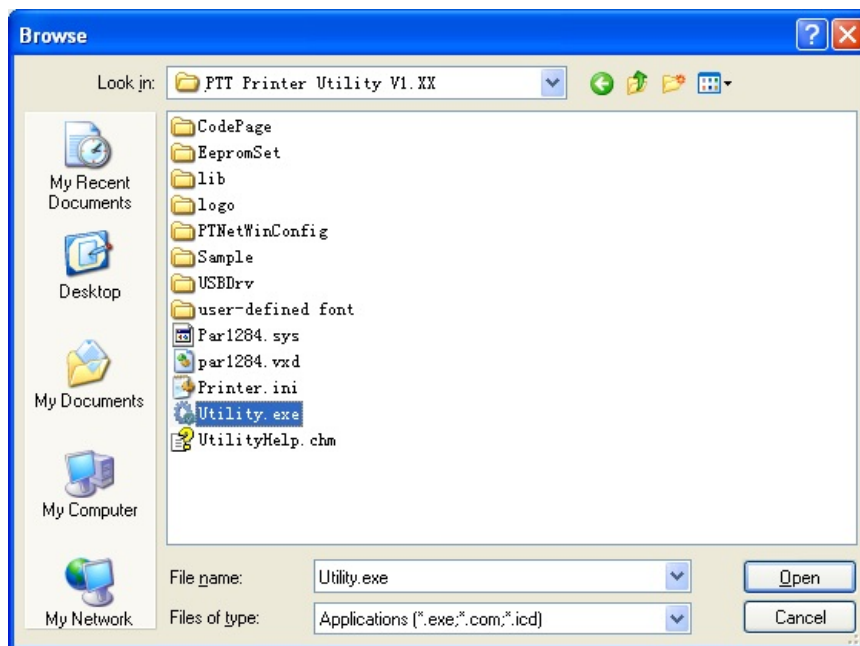 Browse
Look in: PTT Printer Utility V1.XX
My Recent
Documents
Desktop
My Documents
My Computer
My Network
CodePage
EepromSet
lib
logo
PTNetWinConfig
Sample
USBDrv
user-defined font
Par1284.sys
par1284.vxd
Printer.ini
Utility.exe
UtilityHelp.chm
File name: Utility.exe Open
Files of type: Applications (*.exe;*.com;*.icd) Cancel